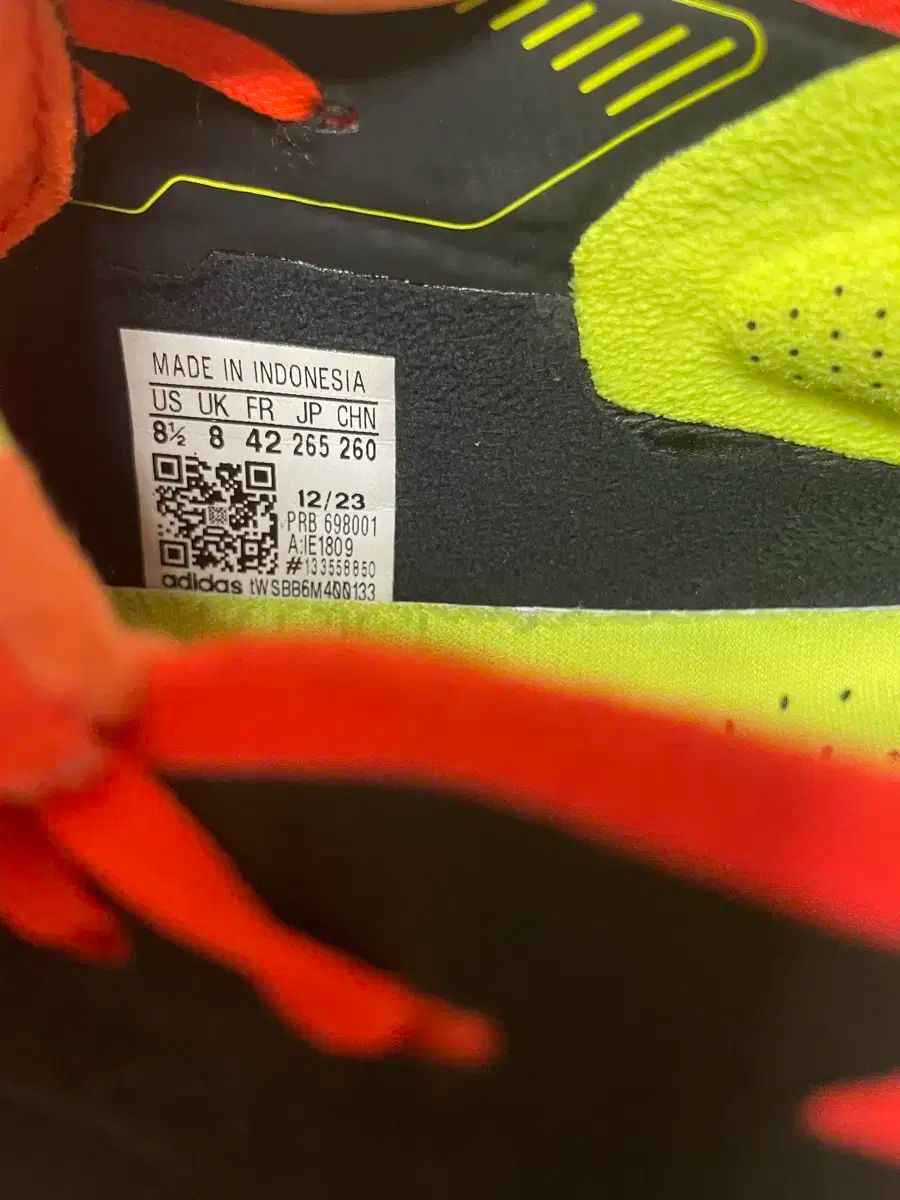 MADE IN INDONESIA
US UK FR JP CHN
8½ 8 42 265 260
12/23
PRB 698001
A:IE1809
#133558850
adidas tWSBB6M400133